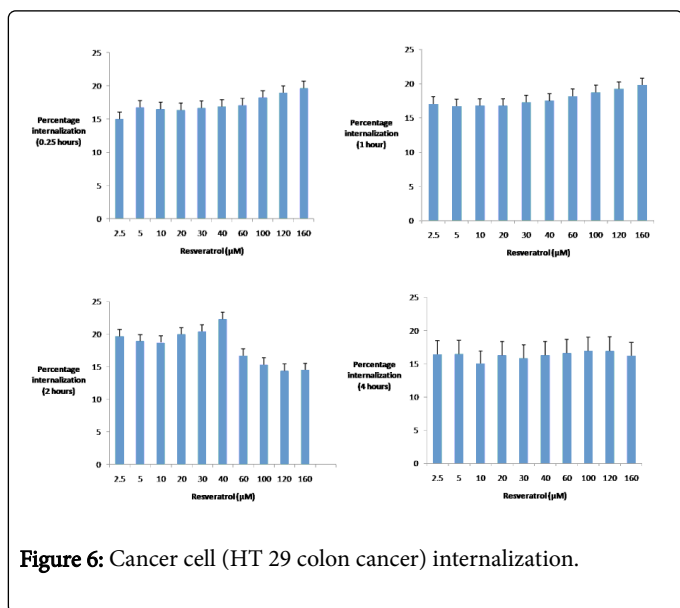 25
20
15
10
5
0
Percentage
internalization
(0.25 hours)
2.5 5 10 20 30 40 60 100 120 160
Resveratrol (µM)
25
20
15
10
5
0
Percentage
internalization
(1 hour)
2.5 5 10 20 30 40 60 100 120 160
Resveratrol (µM)
25
20
15
10
5
0
Percentage
internalization
(2 hours)
2.5 5 10 20 30 40 60 100 120 160
Resveratrol (µM)
25
20
15
10
5
0
Percentage
internalization
(4 hours)
2.5 5 10 20 30 40 60 100 120 160
Resveratrol (µM)
Figure 6: Cancer cell (HT 29 colon cancer) internalization.